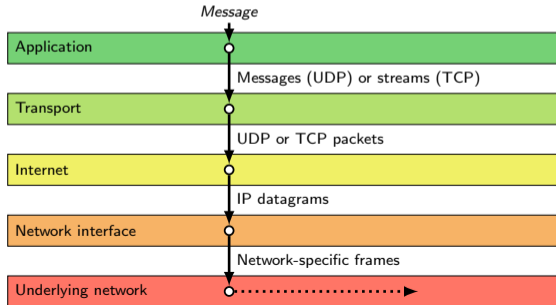 Message
Application
Messages (UDP) or streams (TCP)
Transport
UDP or TCP packets
Internet
IP datagrams
Network interface
Network-specific frames
Underlying network